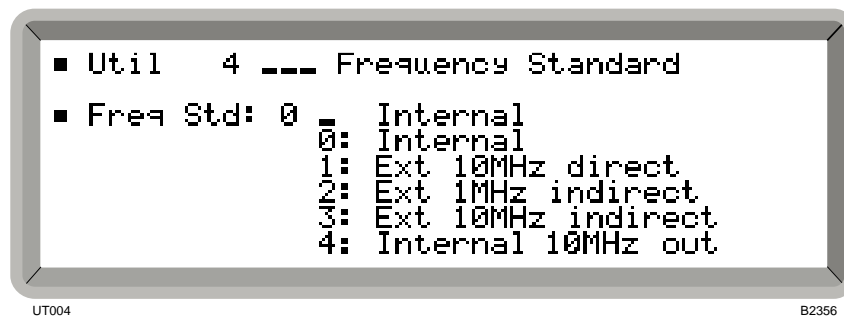 ▪ Util 4 ___ Frequency Standard
▪ Freq Std: 0 _ Internal
0: Internal
1: Ext 10MHz direct
2: Ext 1MHz indirect
3: Ext 10MHz indirect
4: Internal 10MHz out
UT004 B2356